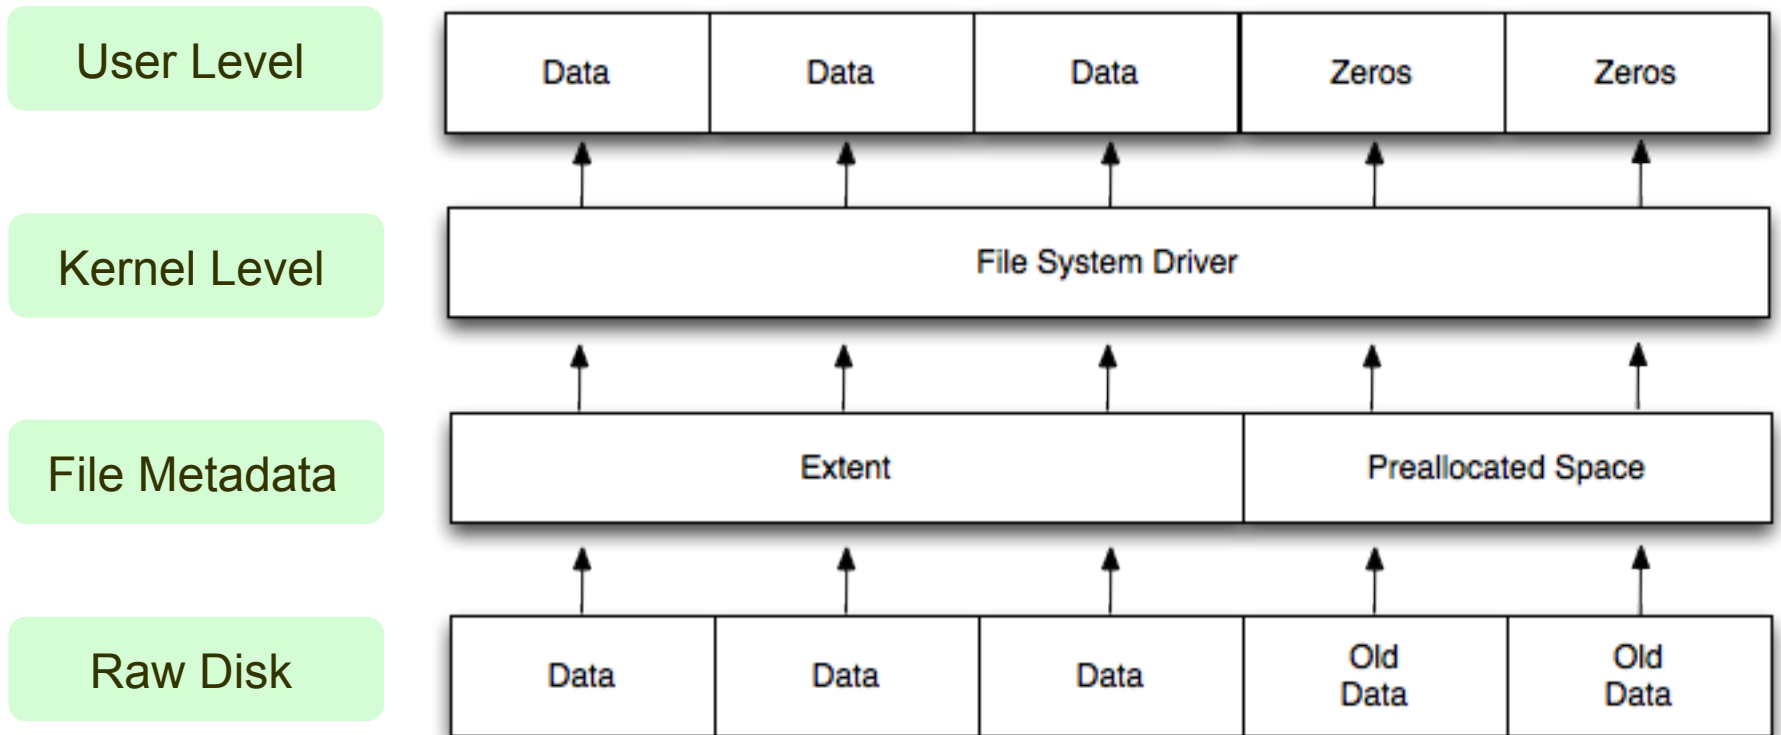 User Level
Data Data Data Zeros Zeros
Kernel Level
File System Driver
File Metadata
Extent Preallocated Space
Raw Disk
Data Data Data Old Data Old Data